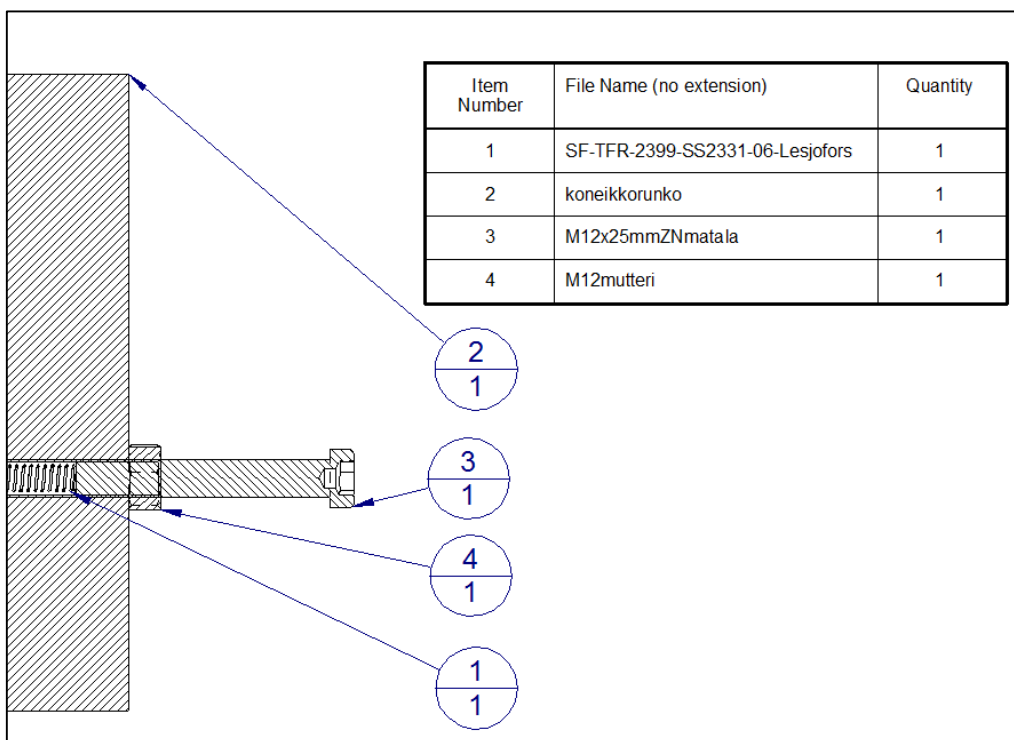 Item Number File Name (no extension) Quantity
1 SF-TFR-2399-SS2331-06-Lesjofors 1
2 koneikkorunko 1
3 M12x25mmZNmatala 1
4 M12mutteri 1
2
1
3
1
4
1
1
1